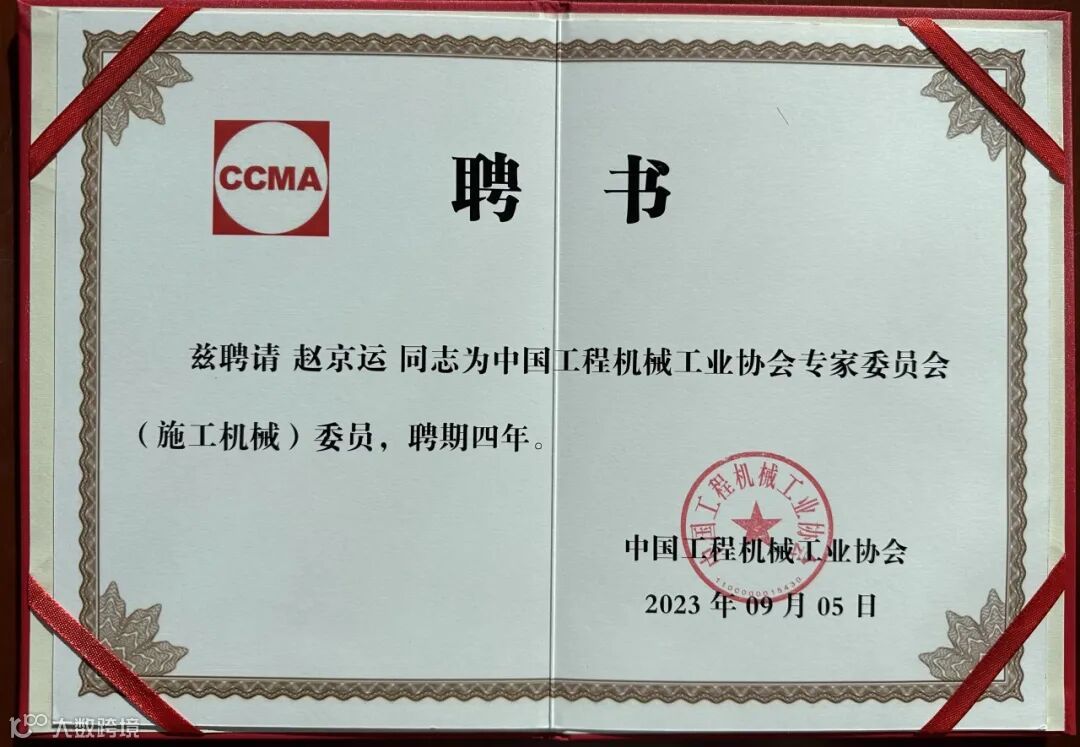 CCMA
聘书
兹聘请 赵京运 同志为中国工程机械工业协会专家委员会
（施工机械）委员，聘期四年。
中国工程机械工业协会
中国工程机械工业协会
1100000015430
2023 年 09 月 05 日
大数跨境